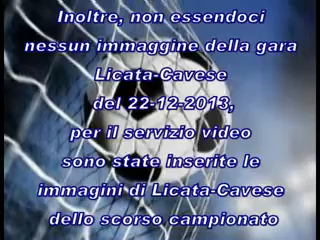 Inoltre, non essendoci
nessun immaggine della gara
Licata-Cavese
del 22-12-2013,
per il servizio video
sono state inserite le
immagini di Licata-Cavese
dello scorso campionato